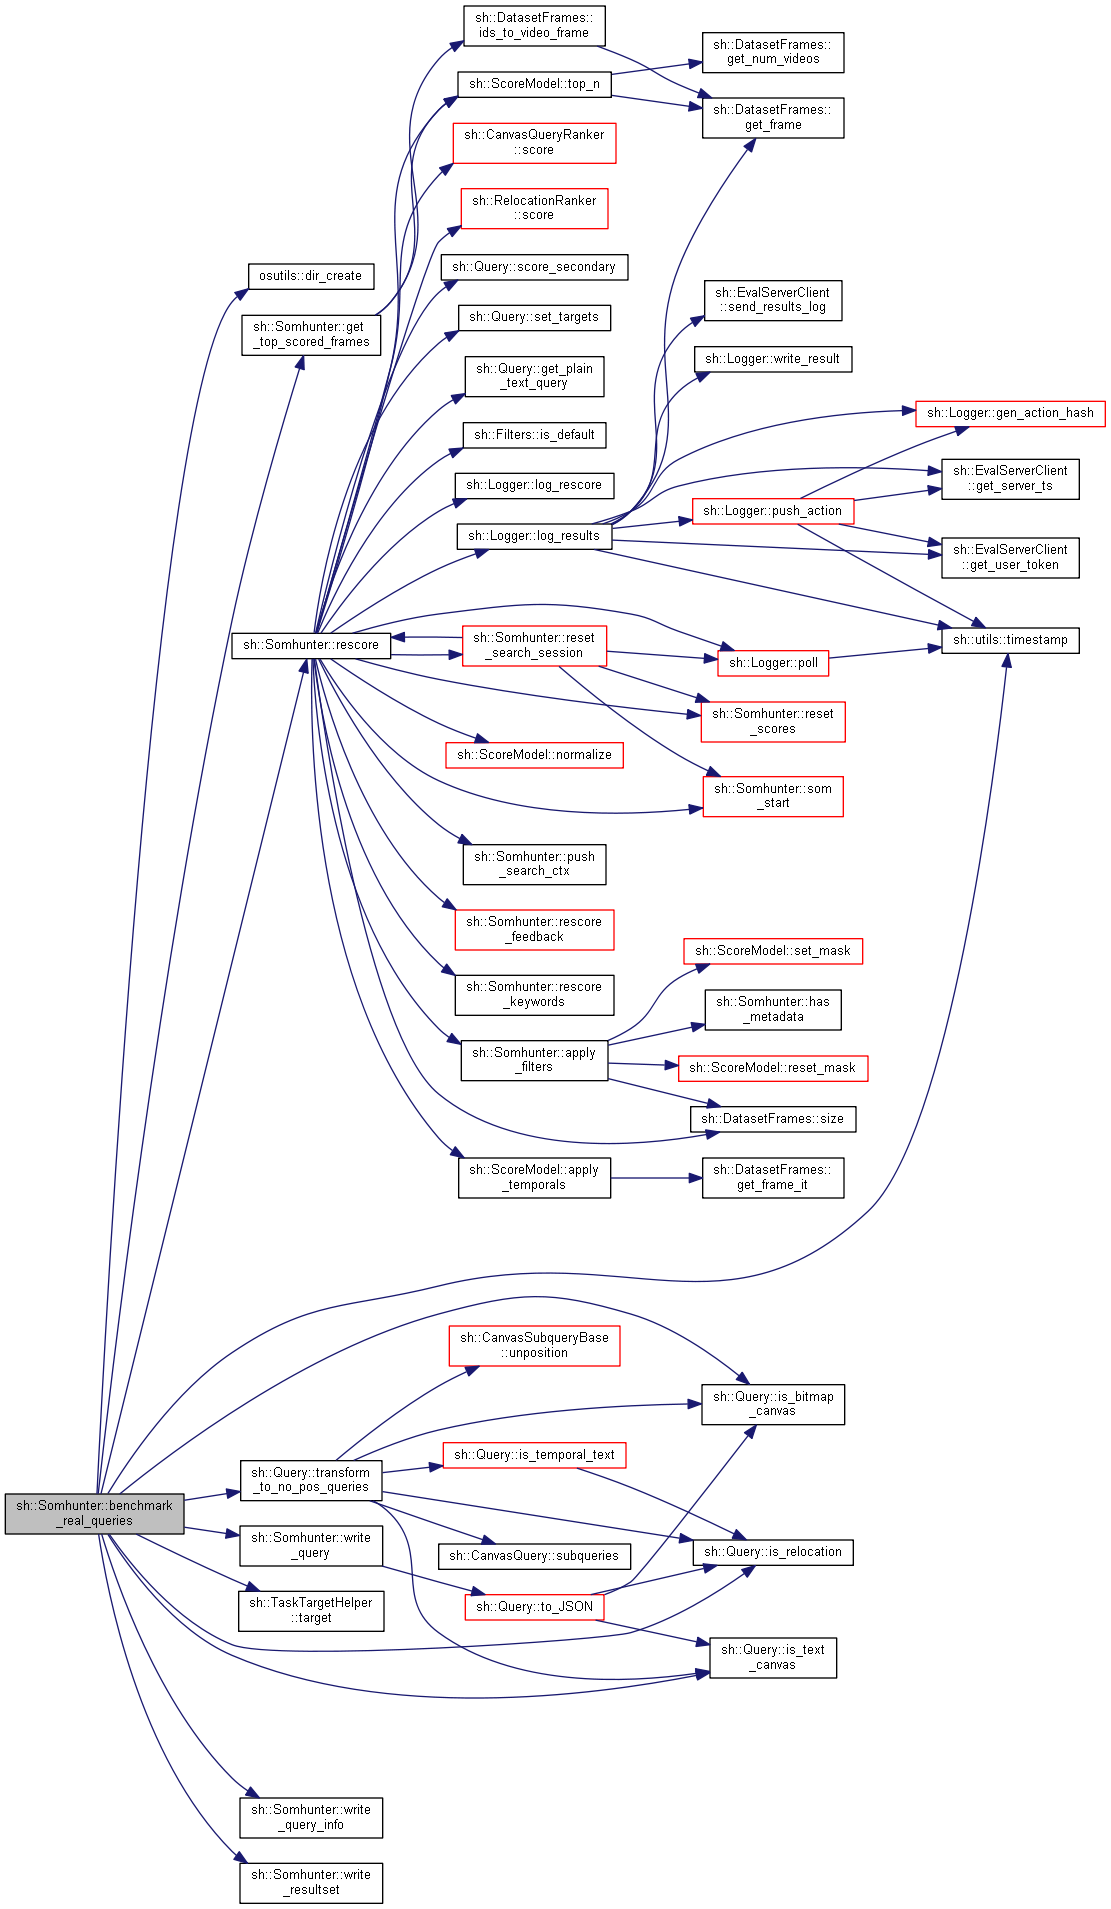 sh::DatasetFrames::
ids_to_video_frame
sh::DatasetFrames::
get_num_videos
sh::ScoreModel::top_n
sh::DatasetFrames::
get_frame
sh::CanvasQueryRanker
::score
sh::RelocationRanker
::score
osutils::dir_create
sh::Query::score_secondary
sh::EvalServerClient
::send_results_log
sh::Somhunter::get
_top_scored_frames
sh::Query::set_targets
sh::Logger::write_result
sh::Query::get_plain
_text_query
sh::Logger::gen_action_hash
sh::Filters::is_default
sh::EvalServerClient
::get_server_ts
sh::Logger::log_rescore
sh::Logger::push_action
sh::Logger::log_results
sh::EvalServerClient
::get_user_token
sh::Somhunter::rescore
sh::Somhunter::reset
_search_session
sh::utils::timestamp
sh::Logger::poll
sh::Somhunter::reset
_scores
sh::ScoreModel::normalize
sh::Somhunter::som
_start
sh::Somhunter::push
_search_ctx
sh::Somhunter::rescore
_feedback
sh::ScoreModel::set_mask
sh::Somhunter::rescore
_keywords
sh::Somhunter::has
_metadata
sh::Somhunter::apply
_filters
sh::ScoreModel::reset_mask
sh::DatasetFrames::size
sh::ScoreModel::apply
_temporals
sh::DatasetFrames::
get_frame_it
sh::CanvasSubqueryBase
::unposition
sh::Query::is_bitmap
_canvas
sh::Query::is_temporal_text
sh::Query::transform
_to_no_pos_queries
sh::Somhunter::benchmark
_real_queries
sh::Somhunter::write
_query
sh::CanvasQuery::subqueries
sh::Query::is_relocation
sh::TaskTargetHelper
::target
sh::Query::to_JSON
sh::Query::is_text
_canvas
sh::Somhunter::write
_query_info
sh::Somhunter::write
_resultset